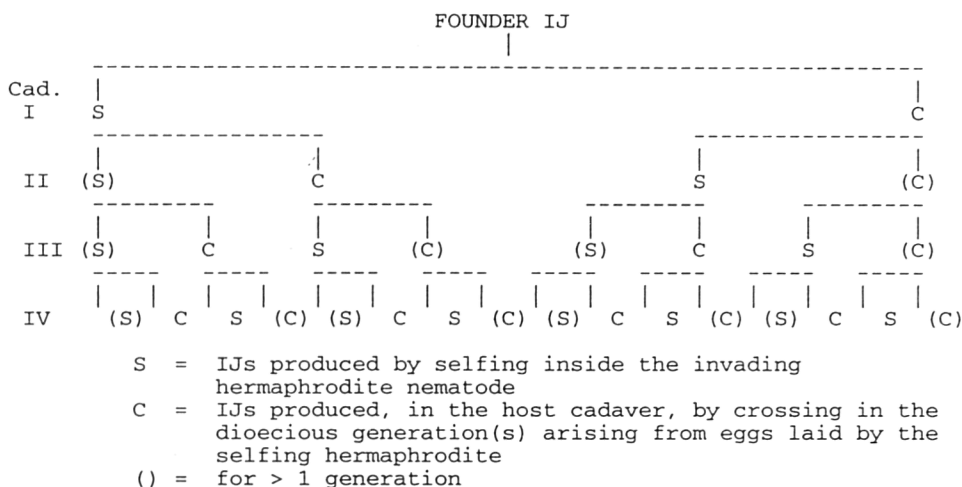 FOUNDER IJ
Cad.
I S C
II (S) C S (C)
III (S) C S (C) (S) C S (C)
IV (S) C S (C) (S) C S (C) (S) C S (C) (S) C S (C)
S = IJs produced by selfing inside the invading
hermaphrodite nematode
C = IJs produced, in the host cadaver, by crossing in the
dioecious generation(s) arising from eggs laid by the
selfing hermaphrodite
() = for > 1 generation